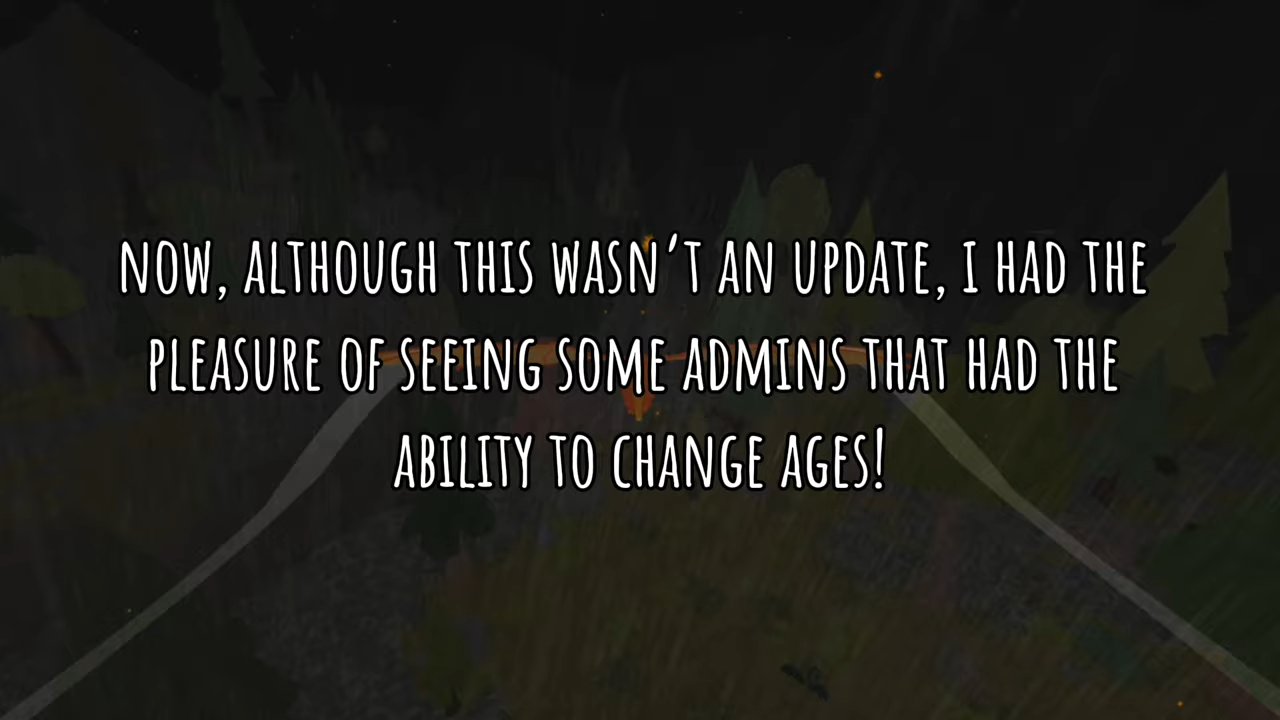 NOW, ALTHOUGH THIS WASN'T AN UPDATE, I HAD THE
PLEASURE OF SEEING SOME ADMINS THAT HAD THE
ABILITY TO CHANGE AGES!